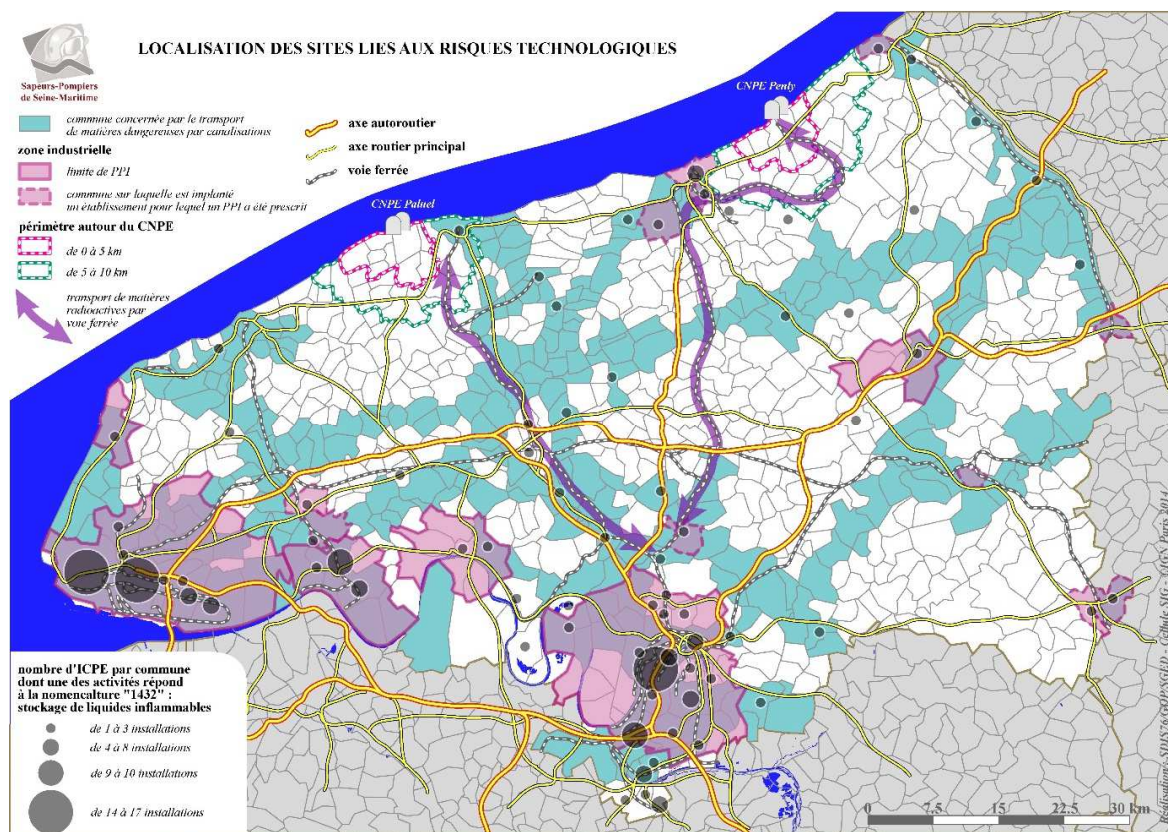 LOCALISATION DES SITES LIES AUX RISQUES TECHNOLOGIQUES
Sapeurs-Pompiers
de Seine-Maritime
commune concernée par le transport
de matières dangereuses par canalisations
zone industrielle
limite de PPI
commune sur laquelle est implanté
un établissement pour lequel un PPI a été prescrit
périmètre autour du CNPE
de 0 à 5 km
de 5 à 10 km
transport de matières
radioactives par
voie ferrée
axe autoroutier
axe routier principal
voie ferrée
CNPE Penly
CNPE Paluel
nombre d'ICPE par commune
dont une des activités répond
à la nomenclature "1432" :
stockage de liquides inflammables
de 1 à 3 installations
de 4 à 8 installations
de 9 à 10 installations
de 14 à 17 installations
0 7.5 15 22.5 30 km